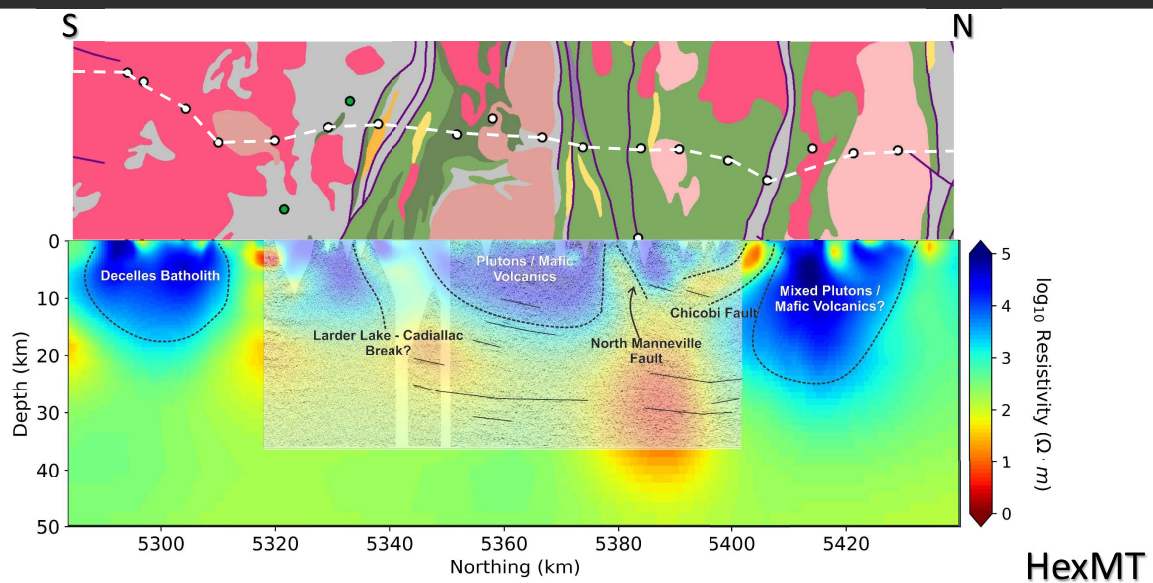 S
N
0
10
20
30
40
50
Depth (km)
Decelles Batholith
Plutons / Mafic
Volcanics
Larder Lake - Cadiallac
Break?
North Manneville
Fault
Chicobi Fault
Mixed Plutons /
Mafic Volcanics?
5300
5320
5340
5360
5380
5400
5420
Northing (km)
5
4
3
2
1
0
log₁₀ Resistivity (Ω · m)
HexMT